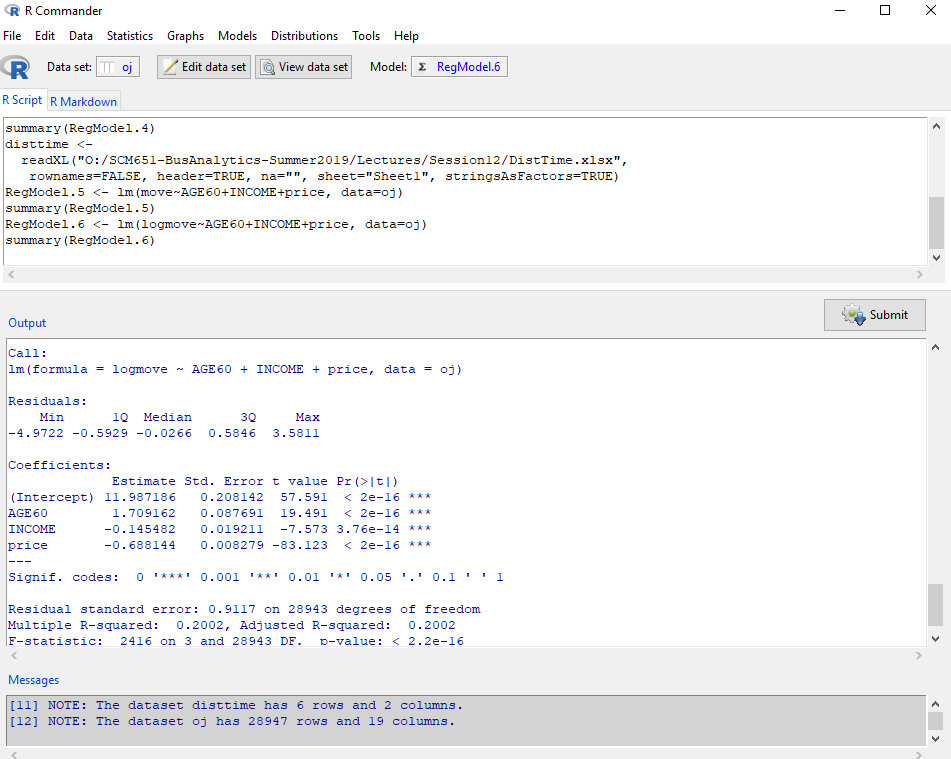 R Commander
File Edit Data Statistics Graphs Models Distributions Tools Help
R Data set: oj Edit data set View data set Model: Σ RegModel.6
R Script R Markdown
summary(RegModel.4)
disttime <-
  readXL("O:/SCM651-BusAnalytics-Summer2019/Lectures/Session12/DistTime.xlsx",
   rownames=FALSE, header=TRUE, na="", sheet="Sheet1", stringsAsFactors=TRUE)
RegModel.5 <- lm(move~AGE60+INCOME+price, data=oj)
summary(RegModel.5)
RegModel.6 <- lm(logmove~AGE60+INCOME+price, data=oj)
summary(RegModel.6)
Submit
Output
Call:
lm(formula = logmove ~ AGE60 + INCOME + price, data = oj)
Residuals:
    Min      1Q  Median      3Q     Max
-4.9722 -0.5929 -0.0266  0.5846  3.5811
Coefficients:
             Estimate Std. Error t value Pr(>|t|)
(Intercept) 11.987186   0.208142  57.591  < 2e-16 ***
AGE60        1.709162   0.087691  19.491  < 2e-16 ***
INCOME      -0.145482   0.019211  -7.573 3.76e-14 ***
price       -0.688144   0.008279 -83.123  < 2e-16 ***
---
Signif. codes:  0 '***' 0.001 '**' 0.01 '*' 0.05 '.' 0.1 ' ' 1
Residual standard error: 0.9117 on 28943 degrees of freedom
Multiple R-squared:  0.2002, Adjusted R-squared:  0.2002
F-statistic:  2416 on 3 and 28943 DF,  p-value: < 2.2e-16
Messages
[11] NOTE: The dataset disttime has 6 rows and 2 columns.
[12] NOTE: The dataset oj has 28947 rows and 19 columns.